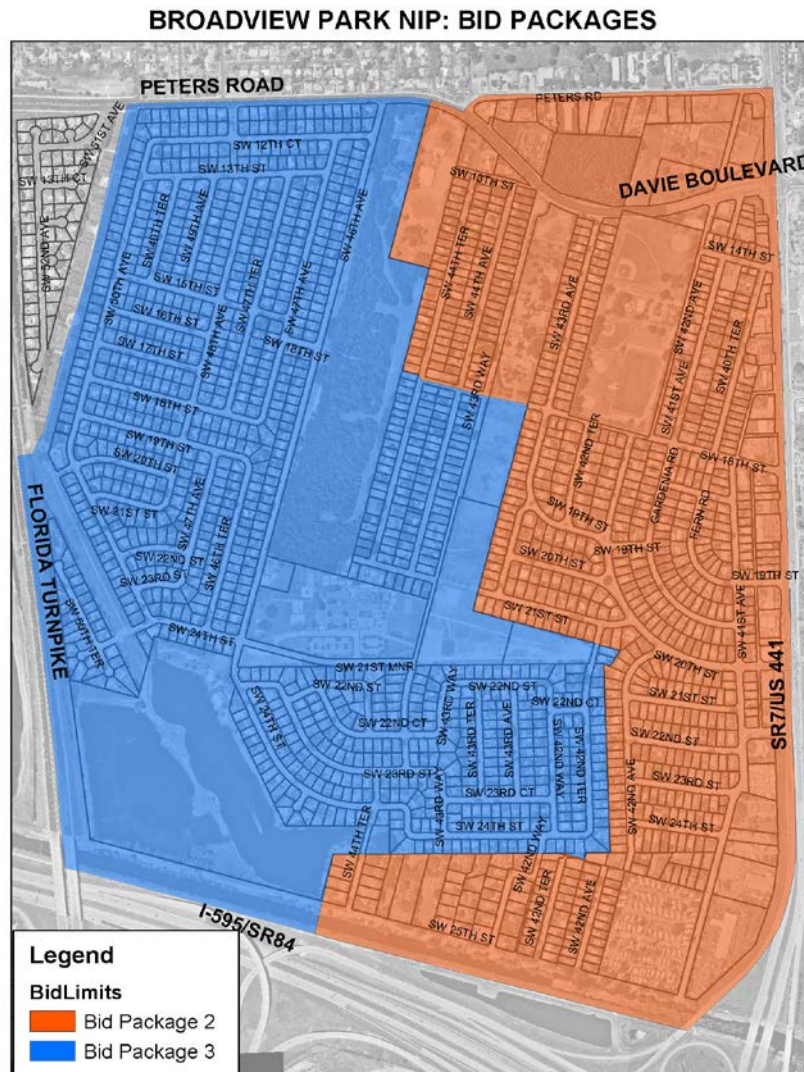 BROADVIEW PARK NIP: BID PACKAGES
PETERS ROAD
PETERS RD
SW 51ST AVE
SW 12TH CT
SW 13TH CT
SW 13TH ST
SW 13TH ST
DAVIE BOULEVARD
SW 52ND AVE
SW 50TH AVE
SW 49TH TER
SW 49TH AVE
SW 48TH AVE
SW 47TH TER
SW 47TH AVE
SW 46TH AVE
SW 44TH TER
SW 44TH AVE
SW 43RD AVE
SW 42ND AVE
SW 14TH ST
SW 40TH TER
SW 41ST AVE
SW 15TH ST
SW 16TH ST
SW 17TH ST
SW 18TH ST
SW 18TH ST
SW 43RD WAY
SW 42ND TER
GARDENIA RD
FERN RD
SW 18TH ST
SW 19TH ST
SW 20TH ST
SW 21ST ST
SW 47TH AVE
SW 46TH TER
SW 22ND ST
SW 23RD ST
SW 19TH ST
SW 19TH ST
SW 19TH ST
SW 20TH ST
SW 21ST ST
SW 41ST AVE
FLORIDA TURNPIKE
SW 50TH TER
SW 24TH ST
SW 21ST MNR
SW 20TH ST
SW 21ST ST
SR7/US 441
SW 22ND ST
SW 22ND CT
SW 24TH ST
SW 43RD WAY
SW 22ND ST
SW 22ND CT
SW 43RD TER
SW 43RD AVE
SW 42ND WAY
SW 42ND TER
SW 22ND ST
SW 23RD ST
SW 23RD ST
SW 23RD CT
SW 43RD WAY
SW 24TH ST
SW 24TH ST
SW 42ND AVE
SW 44TH TER
SW 42ND WAY
SW 42ND TER
SW 42ND AVE
SW 25TH ST
I-595/SR84
Legend
BidLimits
Bid Package 2
Bid Package 3